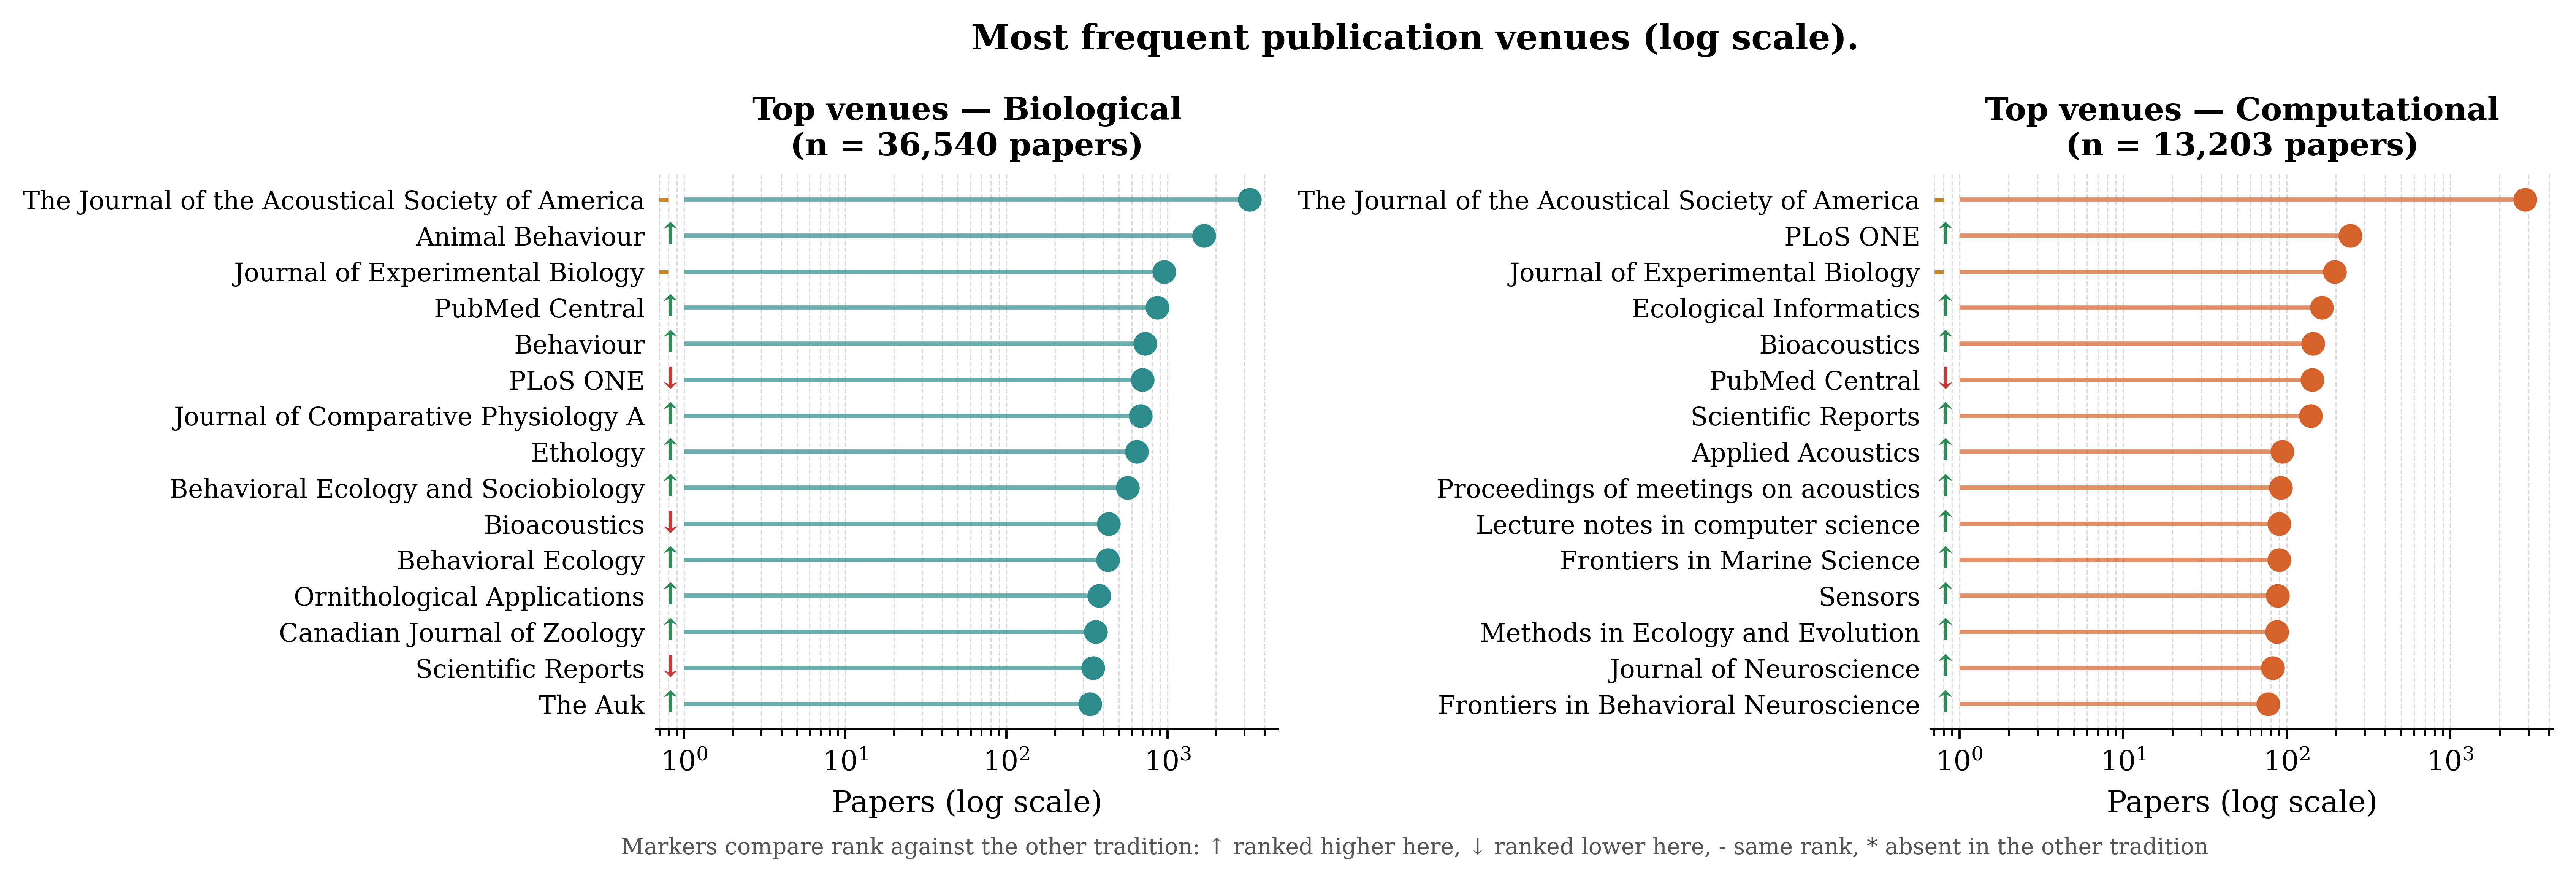 Most frequent publication venues (log scale).
Top venues — Biological
(n = 36,540 papers)
The Journal of the Acoustical Society of America -
Animal Behaviour ↑
Journal of Experimental Biology -
PubMed Central ↑
Behaviour ↑
PLoS ONE ↓
Journal of Comparative Physiology A ↑
Ethology ↑
Behavioral Ecology and Sociobiology ↑
Bioacoustics ↓
Behavioral Ecology ↑
Ornithological Applications ↑
Canadian Journal of Zoology ↑
Scientific Reports ↓
The Auk ↑
10⁰ 10¹ 10² 10³
Papers (log scale)
Top venues — Computational
(n = 13,203 papers)
The Journal of the Acoustical Society of America -
PLoS ONE ↑
Journal of Experimental Biology -
Ecological Informatics ↑
Bioacoustics ↑
PubMed Central ↓
Scientific Reports ↑
Applied Acoustics ↑
Proceedings of meetings on acoustics ↑
Lecture notes in computer science ↑
Frontiers in Marine Science ↑
Sensors ↑
Methods in Ecology and Evolution ↑
Journal of Neuroscience ↑
Frontiers in Behavioral Neuroscience ↑
10⁰ 10¹ 10² 10³
Papers (log scale)
Markers compare rank against the other tradition: ↑ ranked higher here, ↓ ranked lower here, - same rank, * absent in the other tradition